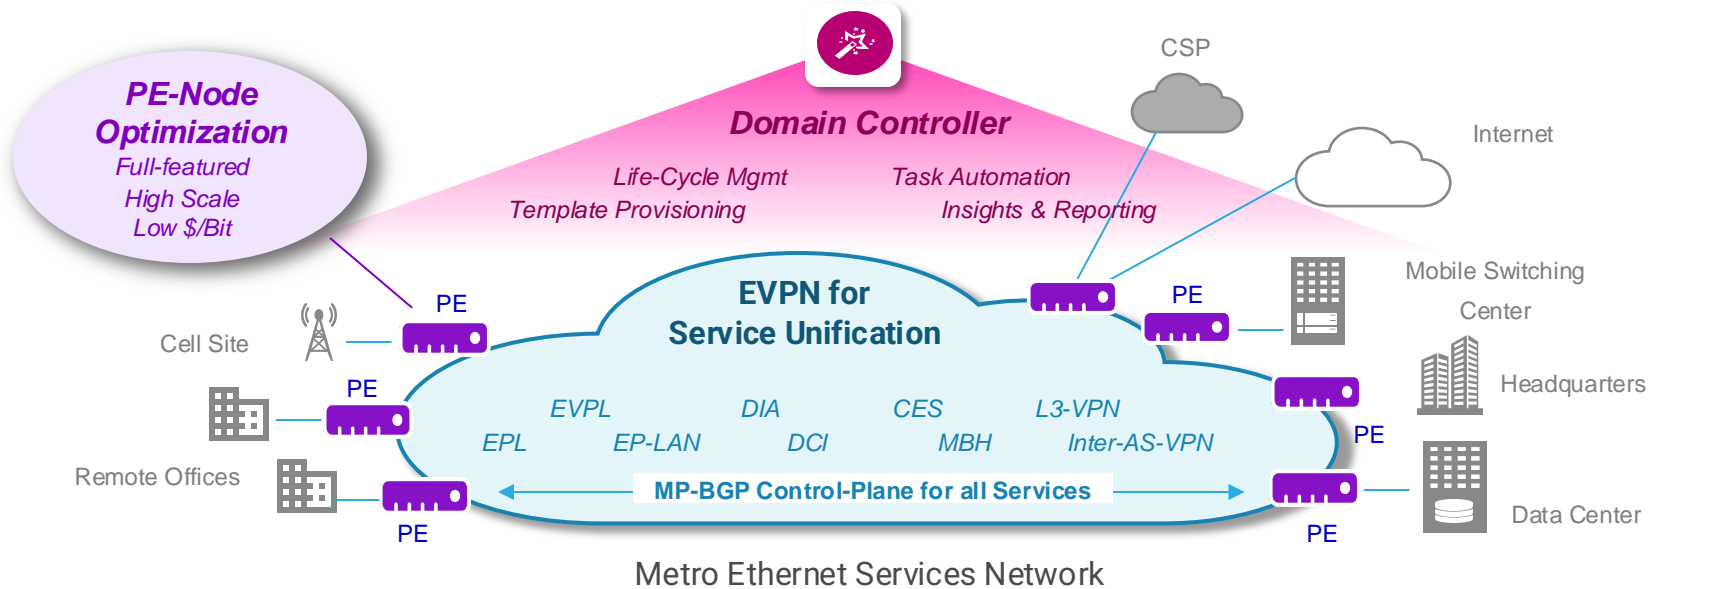 CSP
PE-Node
Optimization
Full-featured
High Scale
Low $/Bit
Domain Controller
Life-Cycle Mgmt
Task Automation
Template Provisioning
Insights & Reporting
Internet
Mobile Switching
Center
EVPN for
Service Unification
PE
PE
Cell Site
PE
Headquarters
EVPL
DIA
CES
L3-VPN
EPL
EP-LAN
DCI
MBH
Inter-AS-VPN
PE
Remote Offices
MP-BGP Control-Plane for all Services
Data Center
PE
PE
Metro Ethernet Services Network